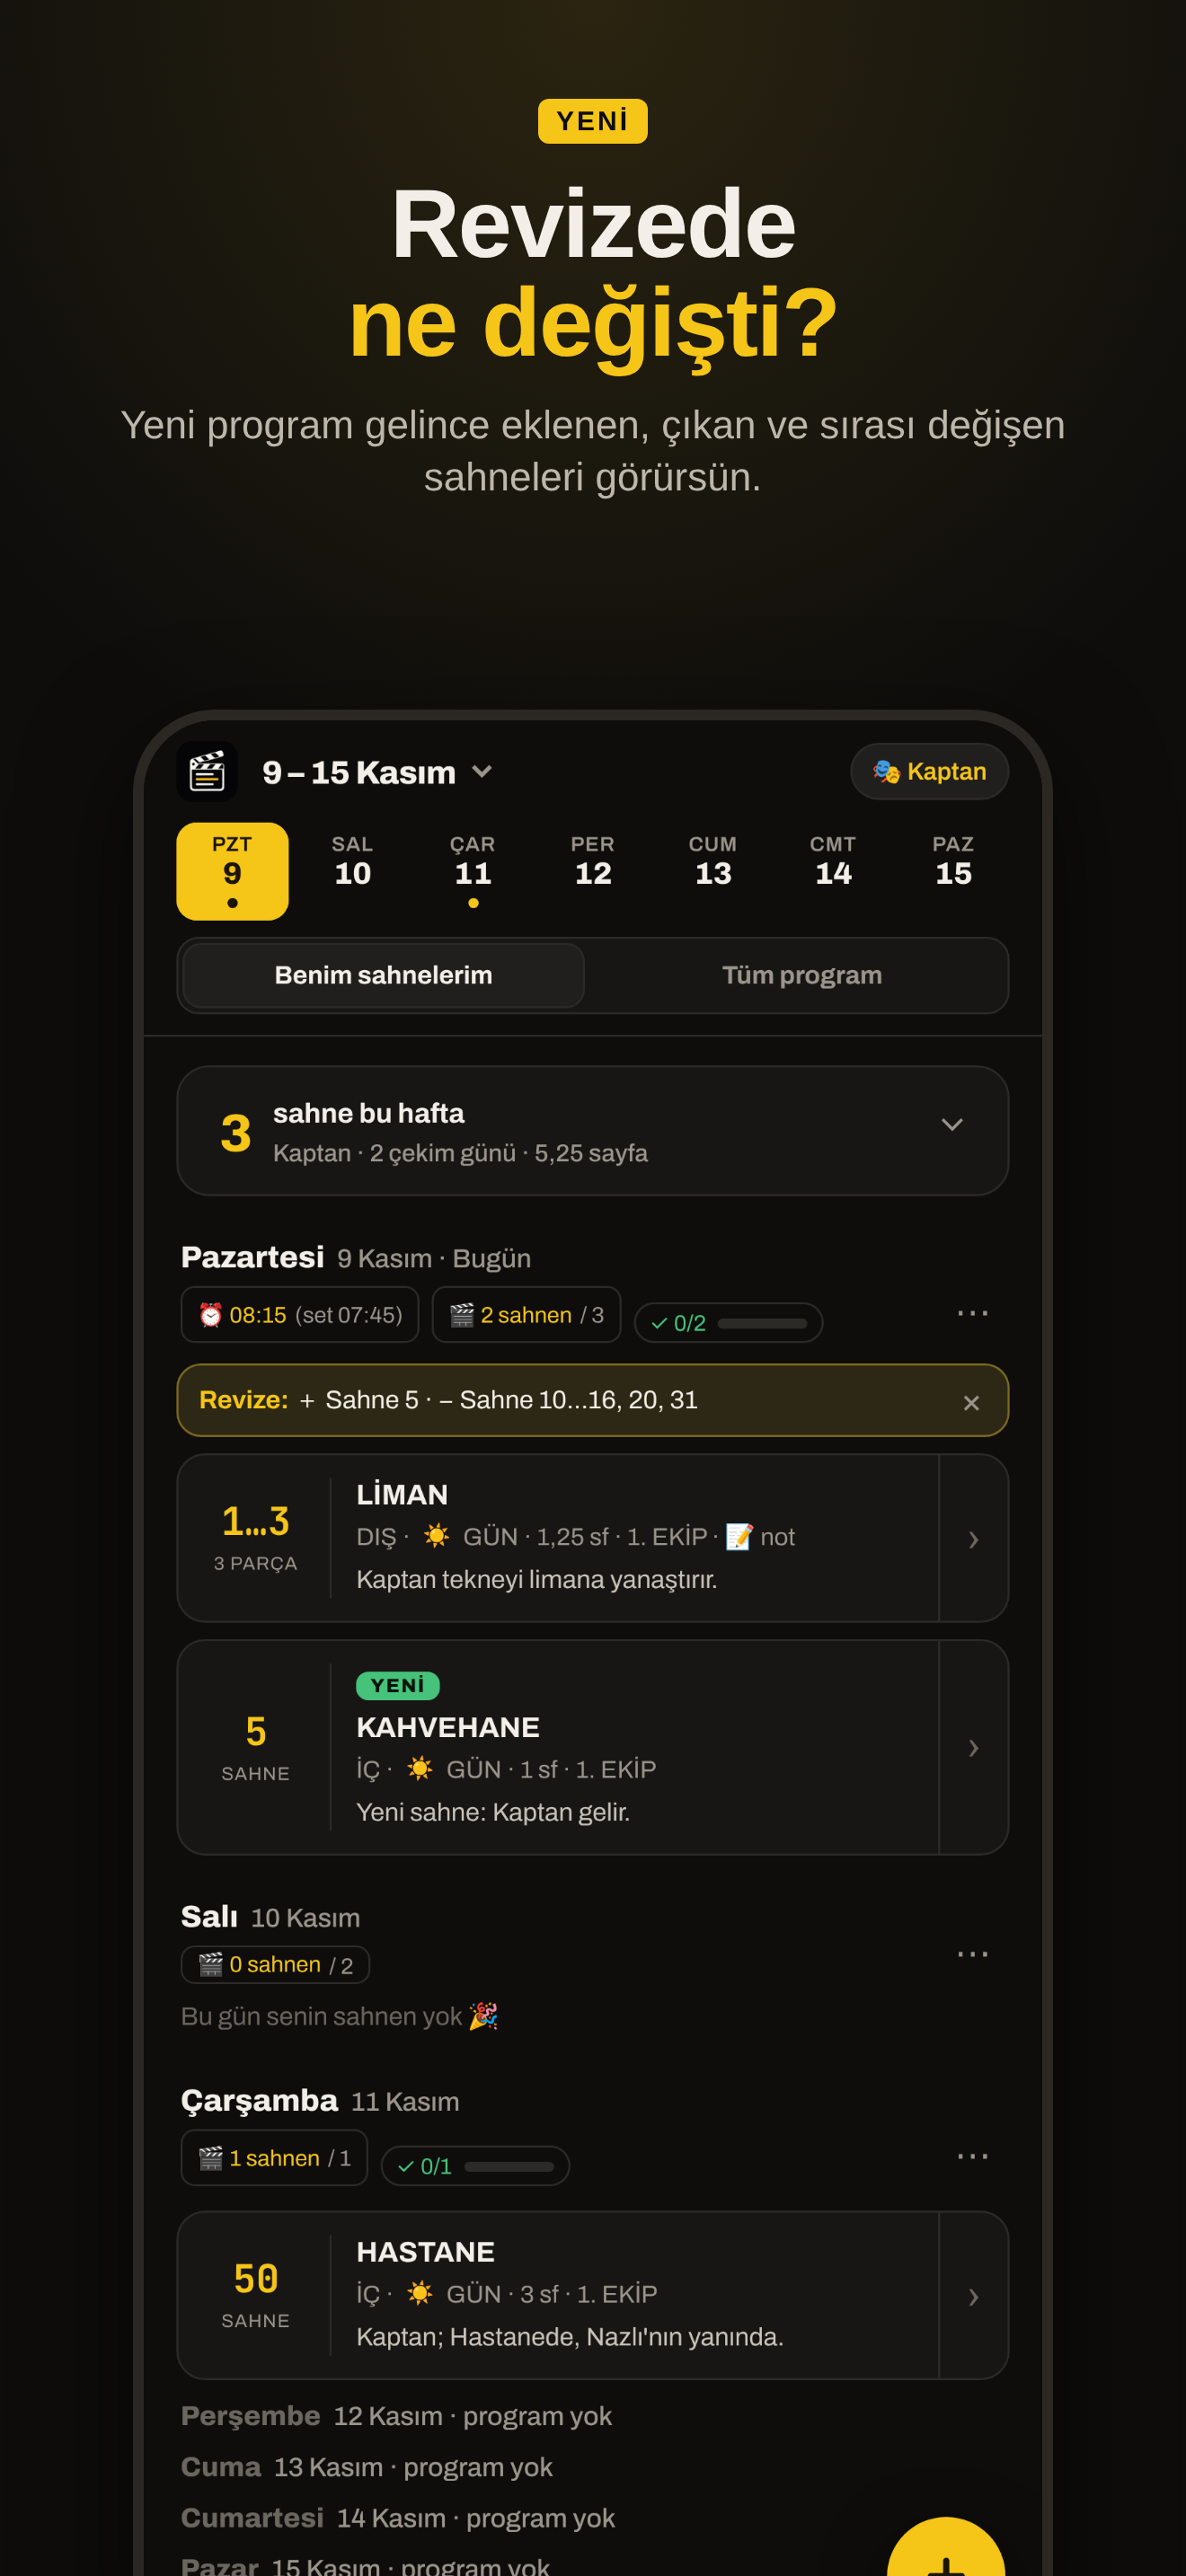 YENİ
Revizede
ne değişti?
Yeni program gelince eklenen, çıkan ve sırası değişen
sahneleri görürsün.
9 – 15 Kasım
🎭 Kaptan
PZT SAL ÇAR PER CUM CMT PAZ
9 10 11 12 13 14 15
Benim sahnelerim Tüm program
3 sahne bu hafta
Kaptan · 2 çekim günü · 5,25 sayfa
Pazartesi 9 Kasım · Bugün
⏰ 08:15 (set 07:45) 🎬 2 sahnen / 3 ✓ 0/2 ⋯
Revize: + Sahne 5 · – Sahne 10…16, 20, 31 ×
1…3
3 PARÇA
LİMAN
DIŞ · ☀️ GÜN · 1,25 sf · 1. EKİP · 📝 not
Kaptan tekneyi limana yanaştırır.
›
5
SAHNE
YENİ
KAHVEHANE
İÇ · ☀️ GÜN · 1 sf · 1. EKİP
Yeni sahne: Kaptan gelir.
›
Salı 10 Kasım
🎬 0 sahnen / 2 ⋯
Bu gün senin sahnen yok 🎉
Çarşamba 11 Kasım
🎬 1 sahnen / 1 ✓ 0/1 ⋯
50
SAHNE
HASTANE
İÇ · ☀️ GÜN · 3 sf · 1. EKİP
Kaptan; Hastanede, Nazlı'nın yanında.
›
Perşembe 12 Kasım · program yok
Cuma 13 Kasım · program yok
Cumartesi 14 Kasım · program yok
Pazar 15 Kasım · program yok
+